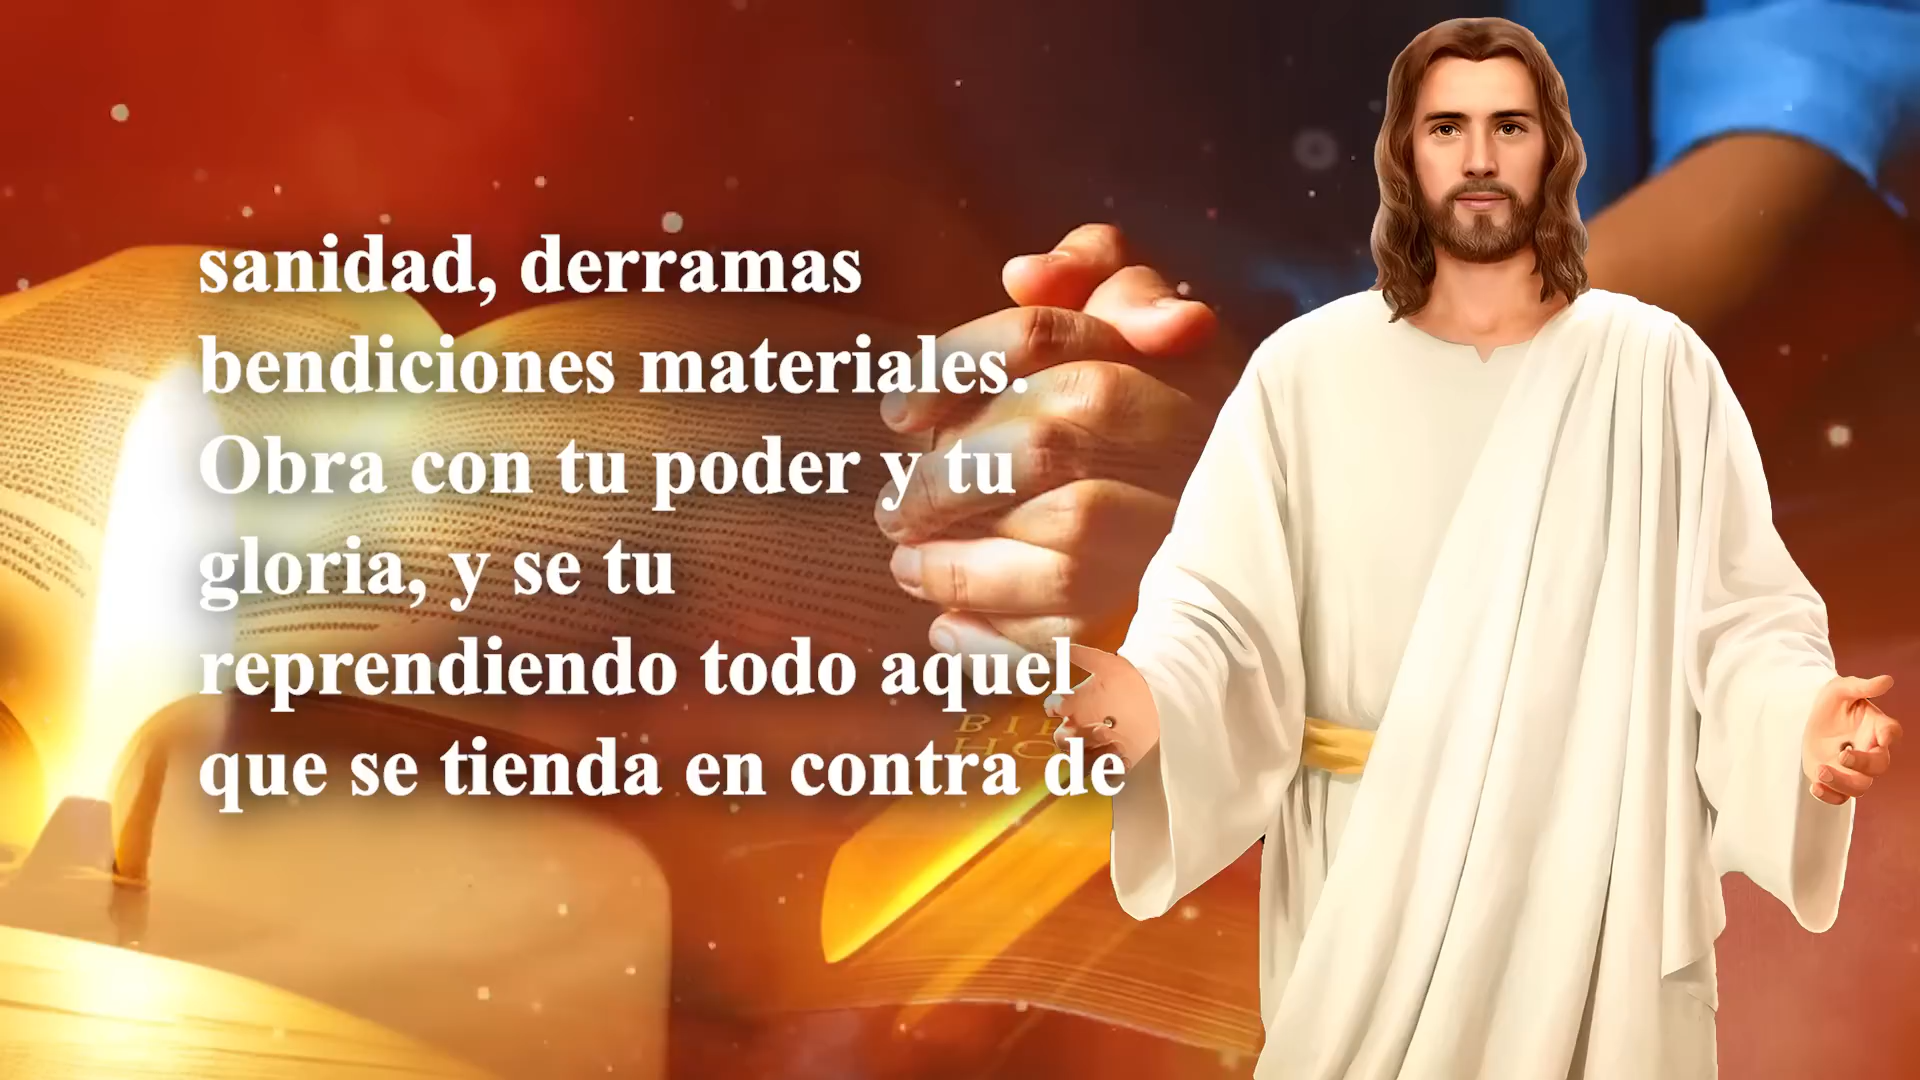 sanidad, derramas
bendiciones materiales.
Obra con tu poder y tu
gloria, y se tu
reprendiendo todo aquel
que se tienda en contra de